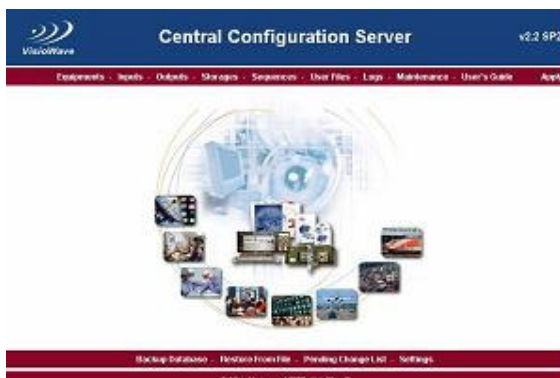 VisioWave
Central Configuration Server
v2.2 SP2
Equipments - Inputs - Outputs - Storages - Sequences - User Files - Logs - Maintenance - User's Guide
Appl
Backup Database - Restore From File - Pending Change List - Settings